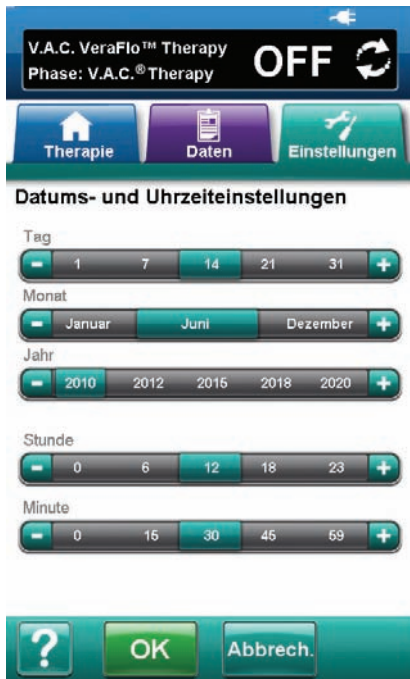 V.A.C. VeraFlo™ Therapy
Phase: V.A.C.® Therapy
OFF
Therapie Daten Einstellungen
Datums- und Uhrzeiteinstellungen
Tag
- 1 7 14 21 31 +
Monat
- Januar Juni Dezember +
Jahr
- 2010 2012 2015 2018 2020 +
Stunde
- 0 6 12 18 23 +
Minute
- 0 15 30 45 59 +
? OK Abbrech.